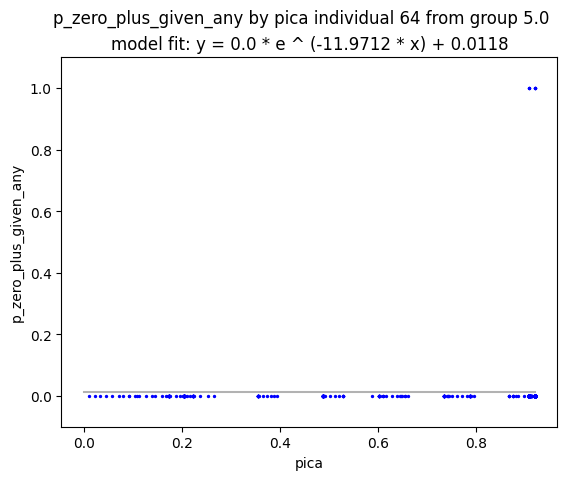 p_zero_plus_given_any by pica individual 64 from group 5.0
model fit: y = 0.0 * e ^ (-11.9712 * x) + 0.0118
1.0
0.8
0.6
0.4
0.2
0.0
p_zero_plus_given_any
0.0 0.2 0.4 0.6 0.8
pica